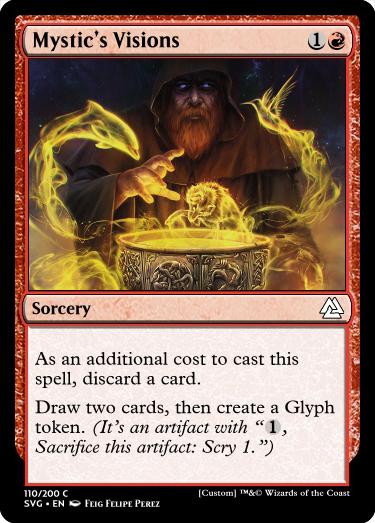 Mystic's Visions 1
Sorcery
As an additional cost to cast this
spell, discard a card.
Draw two cards, then create a Glyph
token. (It's an artifact with “1,
Sacrifice this artifact: Scry 1.”)
110/200 C
SVG • EN Feig Felipe Perez [Custom] ™&© Wizards of the Coast